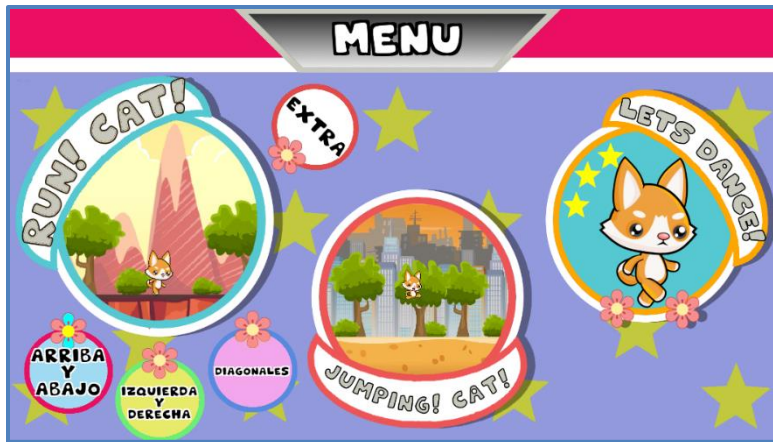 MENU
RUN! CAT!
EXTRA
LETS DANCE!
ARRIBA
Y
ABAJO
IZQUIERDA
Y
DERECHA
DIAGONALES
JUMPING! CAT!